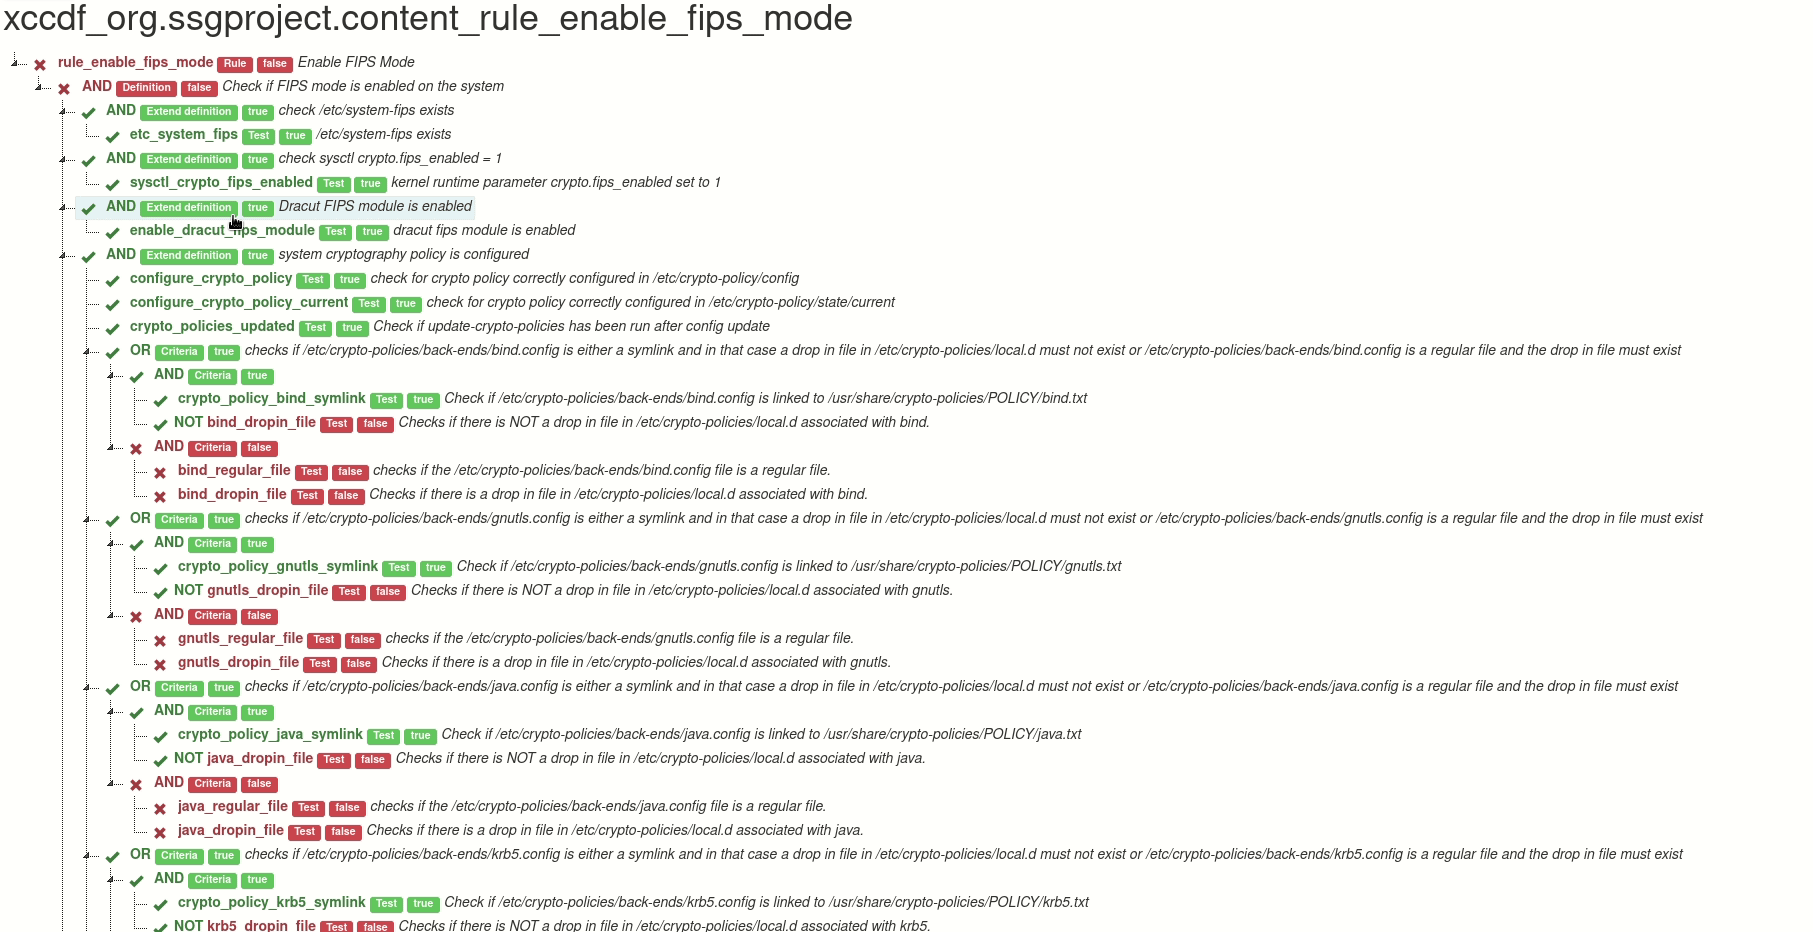 xccdf_org.ssgproject.content_rule_enable_fips_mode
rule_enable_fips_mode Rule false Enable FIPS Mode
AND Definition false Check if FIPS mode is enabled on the system
AND Extend definition true check /etc/system-fips exists
etc_system_fips Test true /etc/system-fips exists
AND Extend definition true check sysctl crypto.fips_enabled = 1
sysctl_crypto_fips_enabled Test true kernel runtime parameter crypto.fips_enabled set to 1
AND Extend definition true Dracut FIPS module is enabled
enable_dracut_fips_module Test true dracut fips module is enabled
AND Extend definition true system cryptography policy is configured
configure_crypto_policy Test true check for crypto policy correctly configured in /etc/crypto-policy/config
configure_crypto_policy_current Test true check for crypto policy correctly configured in /etc/crypto-policy/state/current
crypto_policies_updated Test true Check if update-crypto-policies has been run after config update
OR Criteria true checks if /etc/crypto-policies/back-ends/bind.config is either a symlink and in that case a drop in file in /etc/crypto-policies/local.d must not exist or /etc/crypto-policies/back-ends/bind.config is a regular file and the drop in file must exist
AND Criteria true
crypto_policy_bind_symlink Test true Check if /etc/crypto-policies/back-ends/bind.config is linked to /usr/share/crypto-policies/POLICY/bind.txt
NOT bind_dropin_file Test false Checks if there is NOT a drop in file in /etc/crypto-policies/local.d associated with bind.
AND Criteria false
bind_regular_file Test false checks if the /etc/crypto-policies/back-ends/bind.config file is a regular file.
bind_dropin_file Test false Checks if there is a drop in file in /etc/crypto-policies/local.d associated with bind.
OR Criteria true checks if /etc/crypto-policies/back-ends/gnutls.config is either a symlink and in that case a drop in file in /etc/crypto-policies/local.d must not exist or /etc/crypto-policies/back-ends/gnutls.config is a regular file and the drop in file must exist
AND Criteria true
crypto_policy_gnutls_symlink Test true Check if /etc/crypto-policies/back-ends/gnutls.config is linked to /usr/share/crypto-policies/POLICY/gnutls.txt
NOT gnutls_dropin_file Test false Checks if there is NOT a drop in file in /etc/crypto-policies/local.d associated with gnutls.
AND Criteria false
gnutls_regular_file Test false checks if the /etc/crypto-policies/back-ends/gnutls.config file is a regular file.
gnutls_dropin_file Test false Checks if there is a drop in file in /etc/crypto-policies/local.d associated with gnutls.
OR Criteria true checks if /etc/crypto-policies/back-ends/java.config is either a symlink and in that case a drop in file in /etc/crypto-policies/local.d must not exist or /etc/crypto-policies/back-ends/java.config is a regular file and the drop in file must exist
AND Criteria true
crypto_policy_java_symlink Test true Check if /etc/crypto-policies/back-ends/java.config is linked to /usr/share/crypto-policies/POLICY/java.txt
NOT java_dropin_file Test false Checks if there is NOT a drop in file in /etc/crypto-policies/local.d associated with java.
AND Criteria false
java_regular_file Test false checks if the /etc/crypto-policies/back-ends/java.config file is a regular file.
java_dropin_file Test false Checks if there is a drop in file in /etc/crypto-policies/local.d associated with java.
OR Criteria true checks if /etc/crypto-policies/back-ends/krb5.config is either a symlink and in that case a drop in file in /etc/crypto-policies/local.d must not exist or /etc/crypto-policies/back-ends/krb5.config is a regular file and the drop in file must exist
AND Criteria true
crypto_policy_krb5_symlink Test true Check if /etc/crypto-policies/back-ends/krb5.config is linked to /usr/share/crypto-policies/POLICY/krb5.txt
NOT krb5_dropin_file Test false Checks if there is NOT a drop in file in /etc/crypto-policies/local.d associated with krb5.